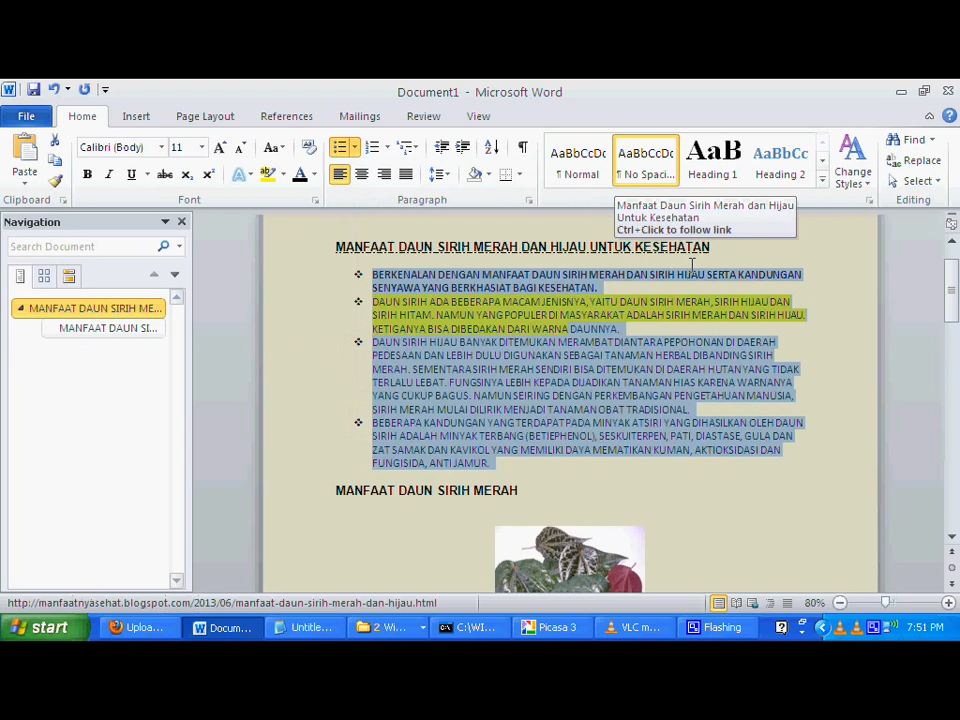 Document1 - Microsoft Word
File Home Insert Page Layout References Mailings Review View
Calibri (Body) 11
Paste
Clipboard Font Paragraph Styles Editing
AaBbCcDc AaBbCcDc AaB AaBbCc
¶ Normal ¶ No Spaci... Heading 1 Heading 2
Change Styles
Find
Replace
Select
Navigation
Search Document
MANFAAT DAUN SIRIH ME...
MANFAAT DAUN SI...
Manfaat Daun Sirih Merah dan Hijau
Untuk Kesehatan
Ctrl+Click to follow link
MANFAAT DAUN SIRIH MERAH DAN HIJAU UNTUK KESEHATAN
BERKENALAN DENGAN MANFAAT DAUN SIRIH MERAH DAN SIRIH HIJAU SERTA KANDUNGAN
SENYAWA YANG BERKHASIAT BAGI KESEHATAN.
DAUN SIRIH ADA BEBERAPA MACAM JENISNYA, YAITU DAUN SIRIH MERAH, SIRIH HIJAU DAN
SIRIH HITAM. NAMUN YANG POPULER DI MASYARAKAT ADALAH SIRIH MERAH DAN SIRIH HIJAU.
KETIGANYA BISA DIBEDAKAN DARI WARNA DAUNNYA.
DAUN SIRIH HIJAU BANYAK DITEMUKAN MERAMBAT DIANTARA PEPOHONAN DI DAERAH
PEDESAAN DAN LEBIH DULU DIGUNAKAN SEBAGAI TANAMAN HERBAL DIBANDING SIRIH
MERAH. SEMENTARA SIRIH MERAH SENDIRI BISA DITEMUKAN DI DAERAH HUTAN YANG TIDAK
TERLALU LEBAT. FUNGSINYA LEBIH KEPADA DIJADIKAN TANAMAN HIAS KARENA WARNANYA
YANG CUKUP BAGUS. NAMUN SEIRING DENGAN PERKEMBANGAN PENGETAHUAN MANUSIA,
SIRIH MERAH MULAI DILIRIK MENJADI TANAMAN OBAT TRADISIONAL.
BEBERAPA KANDUNGAN YANG TERDAPAT PADA MINYAK ATSIRI YANG DIHASILKAN OLEH DAUN
SIRIH ADALAH MINYAK TERBANG (BETIEPHENOL), SESKUITERPEN, PATI, DIASTASE, GULA DAN
ZAT SAMAK DAN KAVIKOL YANG MEMILIKI DAYA MEMATIKAN KUMAN, AKTIOKSIDASI DAN
FUNGISIDA, ANTI JAMUR.
MANFAAT DAUN SIRIH MERAH
http://manfaatnyasehat.blogspot.com/2013/06/manfaat-daun-sirih-merah-dan-hijau.html
80%
start Uploa... Docum... Untitle... 2 Wi... C:\WI... Picasa 3 VLC m... Flashing 7:51 PM